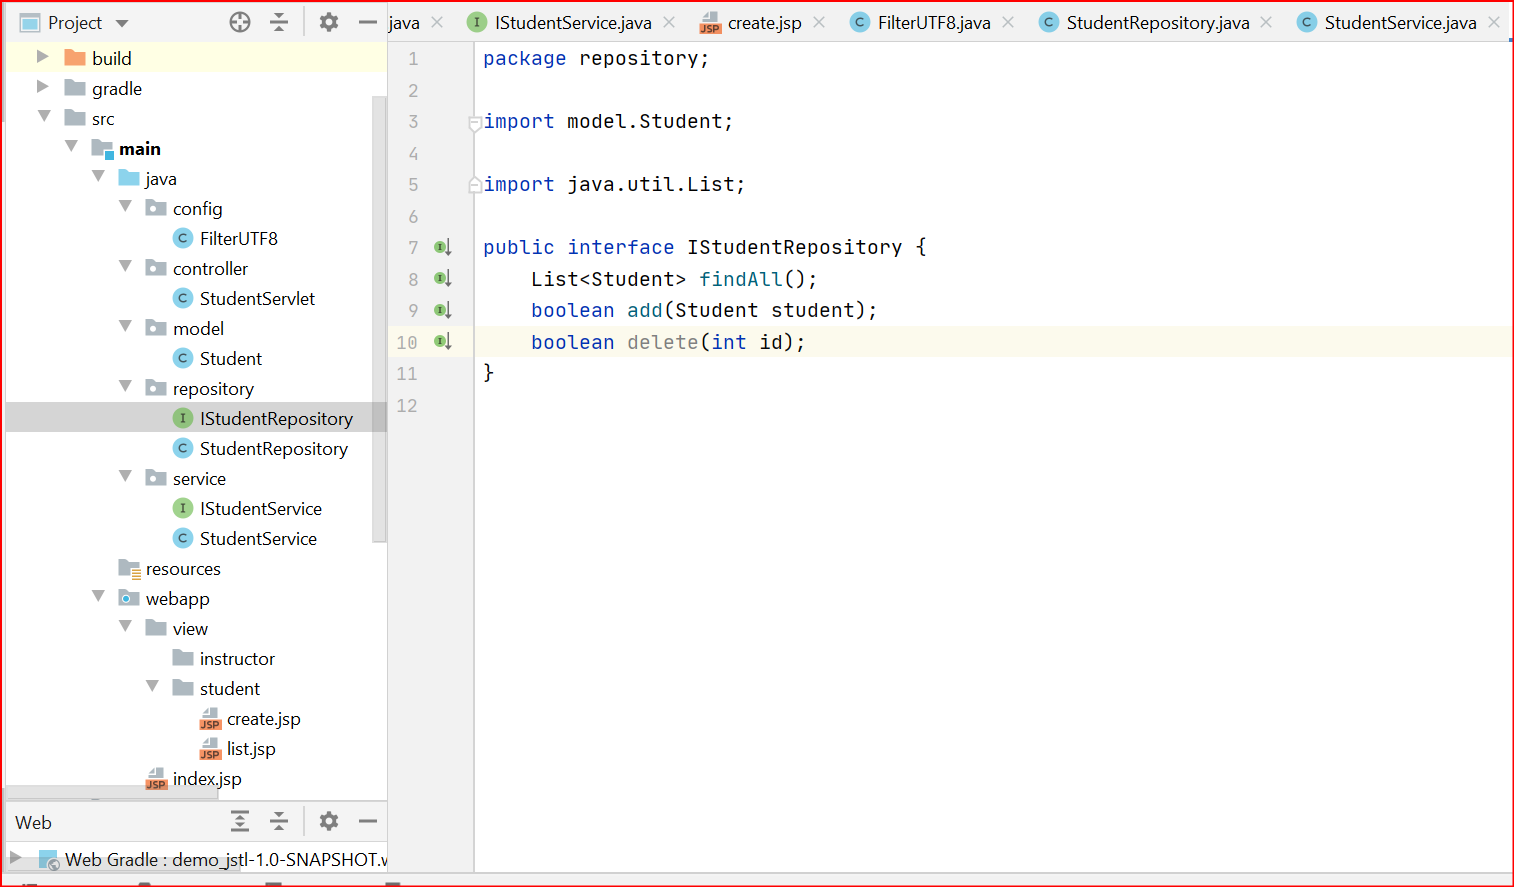 Project
java
IStudentService.java
create.jsp
FilterUTF8.java
StudentRepository.java
StudentService.java
build
gradle
src
main
java
config
FilterUTF8
controller
StudentServlet
model
Student
repository
IStudentRepository
StudentRepository
service
IStudentService
StudentService
resources
webapp
view
instructor
student
create.jsp
list.jsp
index.jsp
Web
Web Gradle : demo_jstl-1.0-SNAPSHOT.w
1 package repository;
2
3 import model.Student;
4
5 import java.util.List;
6
7 public interface IStudentRepository {
8 List<Student> findAll();
9 boolean add(Student student);
10 boolean delete(int id);
11 }
12